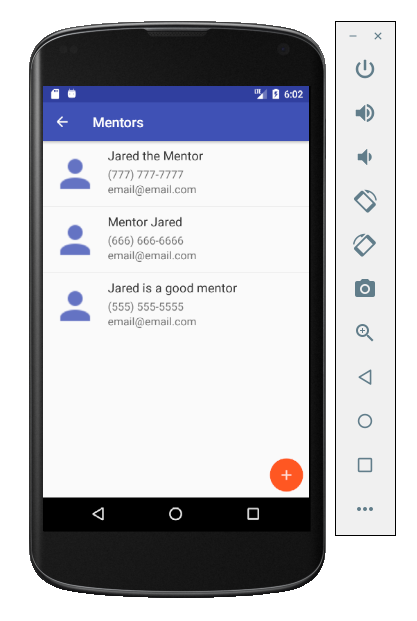 LTE 6:02
Mentors
Jared the Mentor
(777) 777-7777
email@email.com
Mentor Jared
(666) 666-6666
email@email.com
Jared is a good mentor
(555) 555-5555
email@email.com